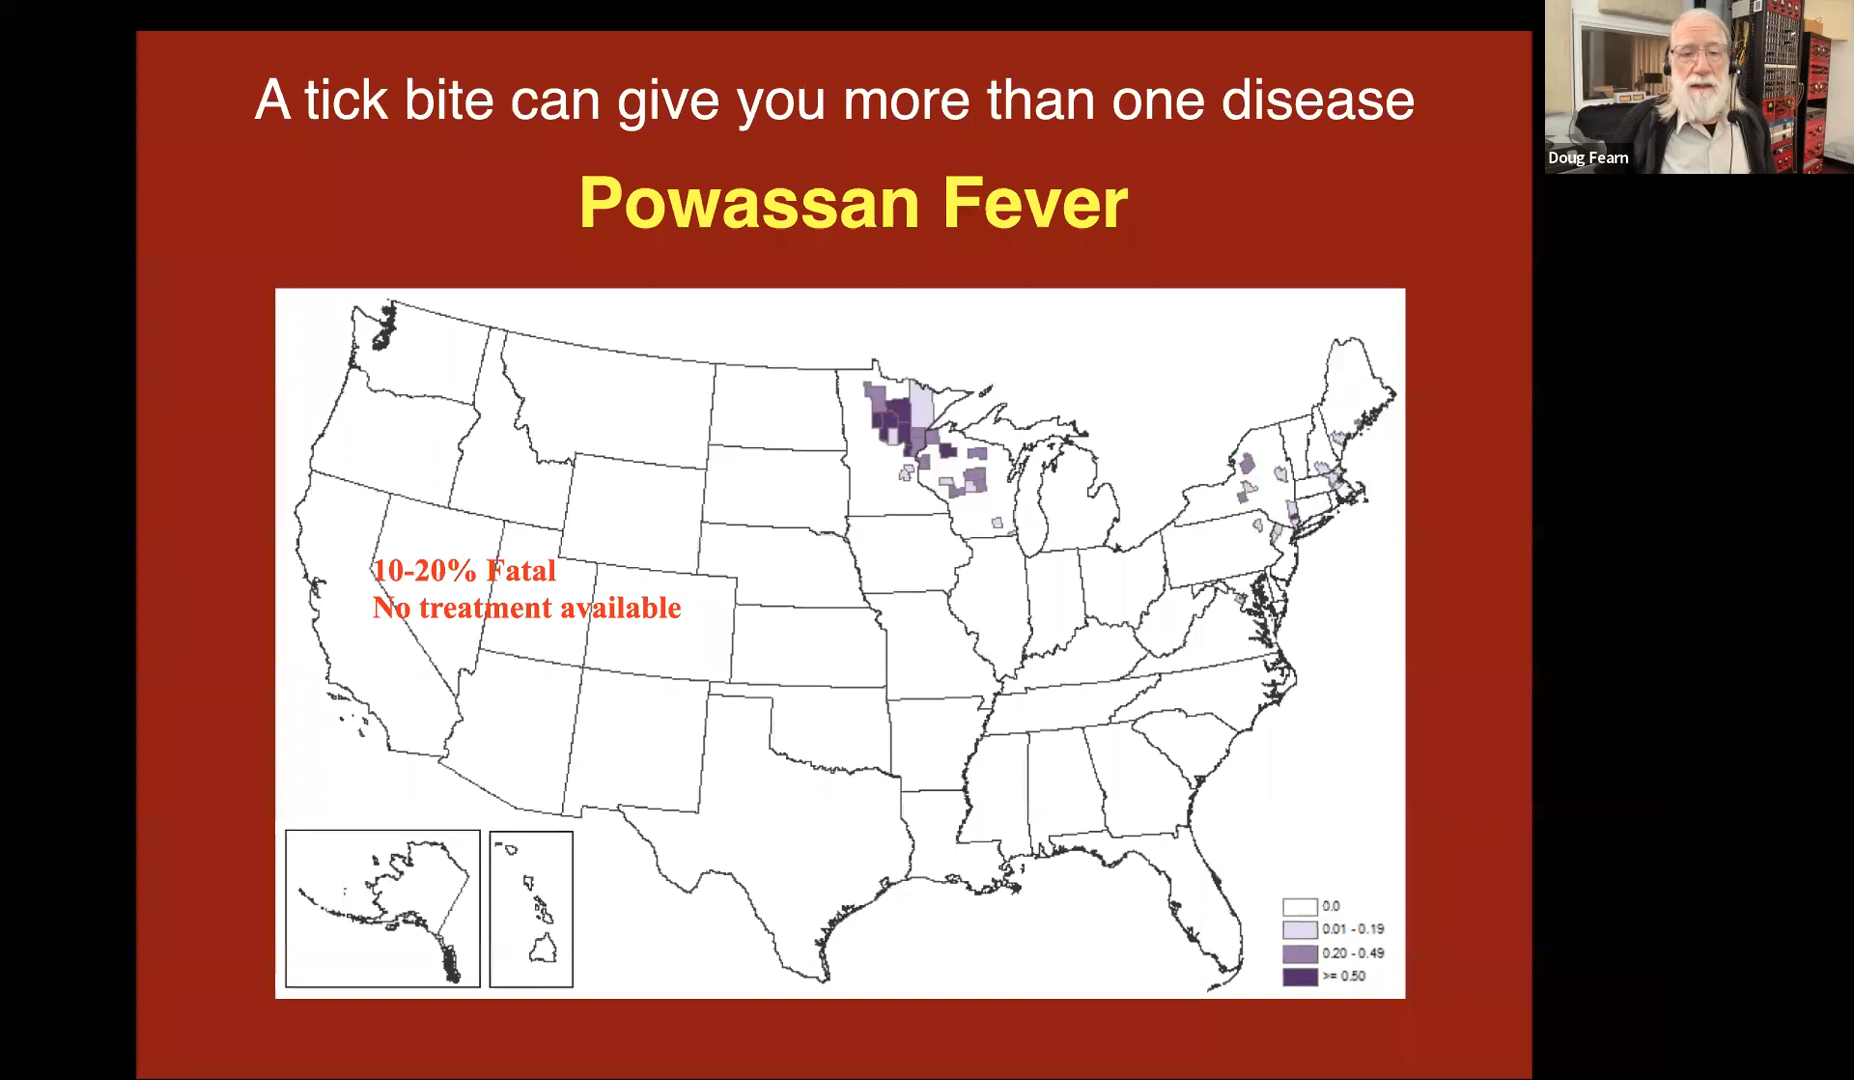 A tick bite can give you more than one disease
Doug Fearn
Powassan Fever
10-20% Fatal
No treatment available
0.0
0.01 - 0.19
0.20 - 0.49
>= 0.50